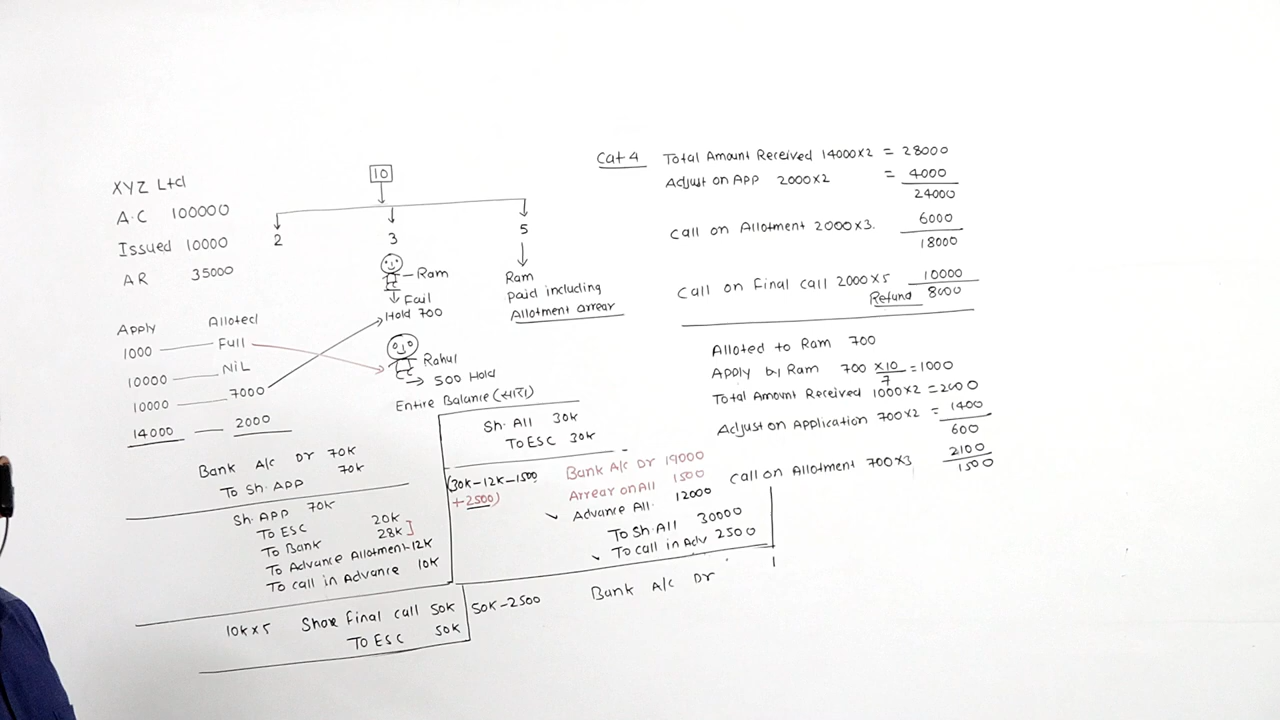 XYZ Ltd
A.C 100000
Issued 10000
AR 35000
Apply Alloted
1000 Full
10000 NiL
10000 7000
14000 2000
10
2 3 5
Ram
Fail
Hold 700
Rahul
500 Hold
Entire Balance (सारा)
Ram
paid including
Allotment arrear
Bank A/c Dr 70K
To Sh. App 70k
Sh. APP 70K
To ESC 20k
To Bank 28k]
To Advance Allotment-12k
To call in Advance 10k
10k x 5 Share Final call 50k
To ESC 50k
Sh. All 30k
To ESC 30k
(30k-12k-1500
+2500)
Bank A/c Dr 19000
Arrear on All 1500
Advance All. 12000
To Sh. All 30000
To call in Adv 2500
50K-2500 Bank A/c Dr
Cat 4 Total Amount Received 14000x2 = 28000
Adjust on APP 2000x2 = 4000
24000
Call on Allotment 2000x3. 6000
18000
Call on Final call 2000x5 10000
Refund 8000
Alloted to Ram 700
Apply by Ram 700 x 10/7 = 1000
Total Amount Received 1000x2 = 2000
Adjust on Application 700x2 = 1400
600
call on Allotment 700x3 2100
1500